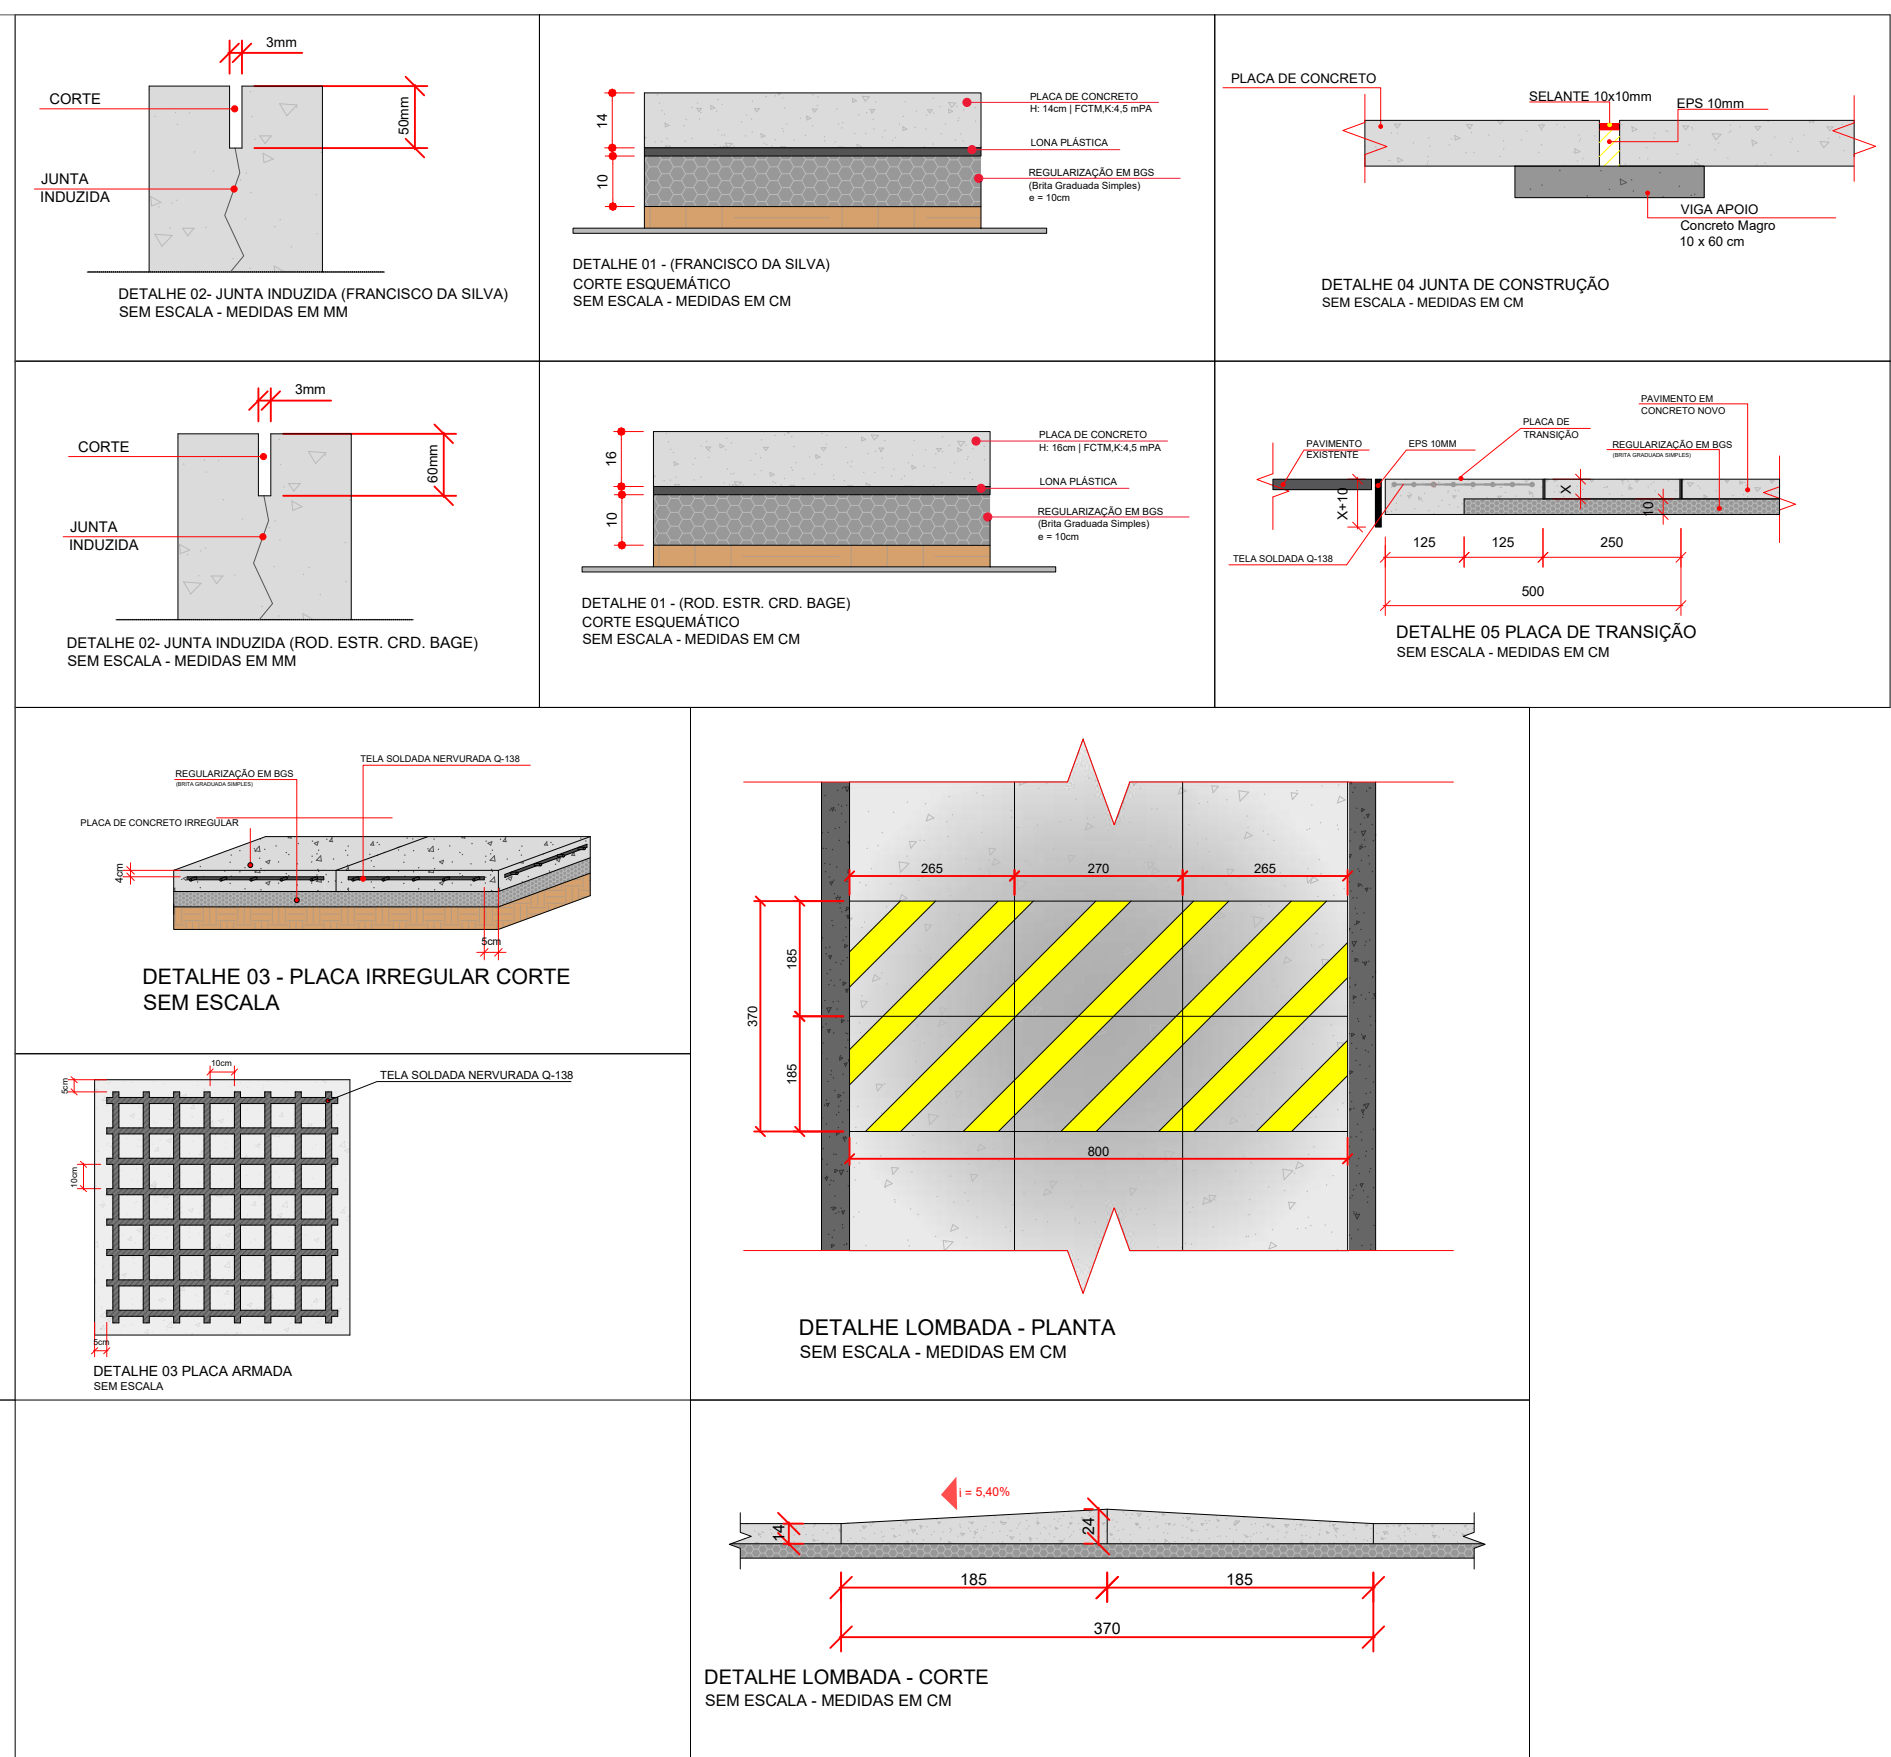 3mm
CORTE
50mm
JUNTA
INDUZIDA
DETALHE 02- JUNTA INDUZIDA (FRANCISCO DA SILVA)
SEM ESCALA - MEDIDAS EM MM
14
10
PLACA DE CONCRETO
H: 14cm | FCTM,K:4,5 mPA
LONA PLÁSTICA
REGULARIZAÇÃO EM BGS
(Brita Graduada Simples)
e = 10cm
DETALHE 01 - (FRANCISCO DA SILVA)
CORTE ESQUEMÁTICO
SEM ESCALA - MEDIDAS EM CM
PLACA DE CONCRETO
SELANTE 10x10mm
EPS 10mm
VIGA APOIO
Concreto Magro
10 x 60 cm
DETALHE 04 JUNTA DE CONSTRUÇÃO
SEM ESCALA - MEDIDAS EM CM
3mm
CORTE
60mm
JUNTA
INDUZIDA
DETALHE 02- JUNTA INDUZIDA (ROD. ESTR. CRD. BAGE)
SEM ESCALA - MEDIDAS EM MM
16
10
PLACA DE CONCRETO
H: 16cm | FCTM,K:4,5 mPA
LONA PLÁSTICA
REGULARIZAÇÃO EM BGS
(Brita Graduada Simples)
e = 10cm
DETALHE 01 - (ROD. ESTR. CRD. BAGE)
CORTE ESQUEMÁTICO
SEM ESCALA - MEDIDAS EM CM
PAVIMENTO EM
CONCRETO NOVO
PLACA DE
TRANSIÇÃO
PAVIMENTO
EXISTENTE
EPS 10MM
REGULARIZAÇÃO EM BGS
(BRITA GRADUADA SIMPLES)
X+10
X
10
TELA SOLDADA Q-138
125
125
250
500
DETALHE 05 PLACA DE TRANSIÇÃO
SEM ESCALA - MEDIDAS EM CM
TELA SOLDADA NERVURADA Q-138
REGULARIZAÇÃO EM BGS
(BRITA GRADUADA SIMPLES)
PLACA DE CONCRETO IRREGULAR
4cm
5cm
DETALHE 03 - PLACA IRREGULAR CORTE
SEM ESCALA
10cm
5cm
TELA SOLDADA NERVURADA Q-138
10cm
5cm
DETALHE 03 PLACA ARMADA
SEM ESCALA
265
270
265
185
370
185
800
DETALHE LOMBADA - PLANTA
SEM ESCALA - MEDIDAS EM CM
i = 5,40%
14
24
185
185
370
DETALHE LOMBADA - CORTE
SEM ESCALA - MEDIDAS EM CM